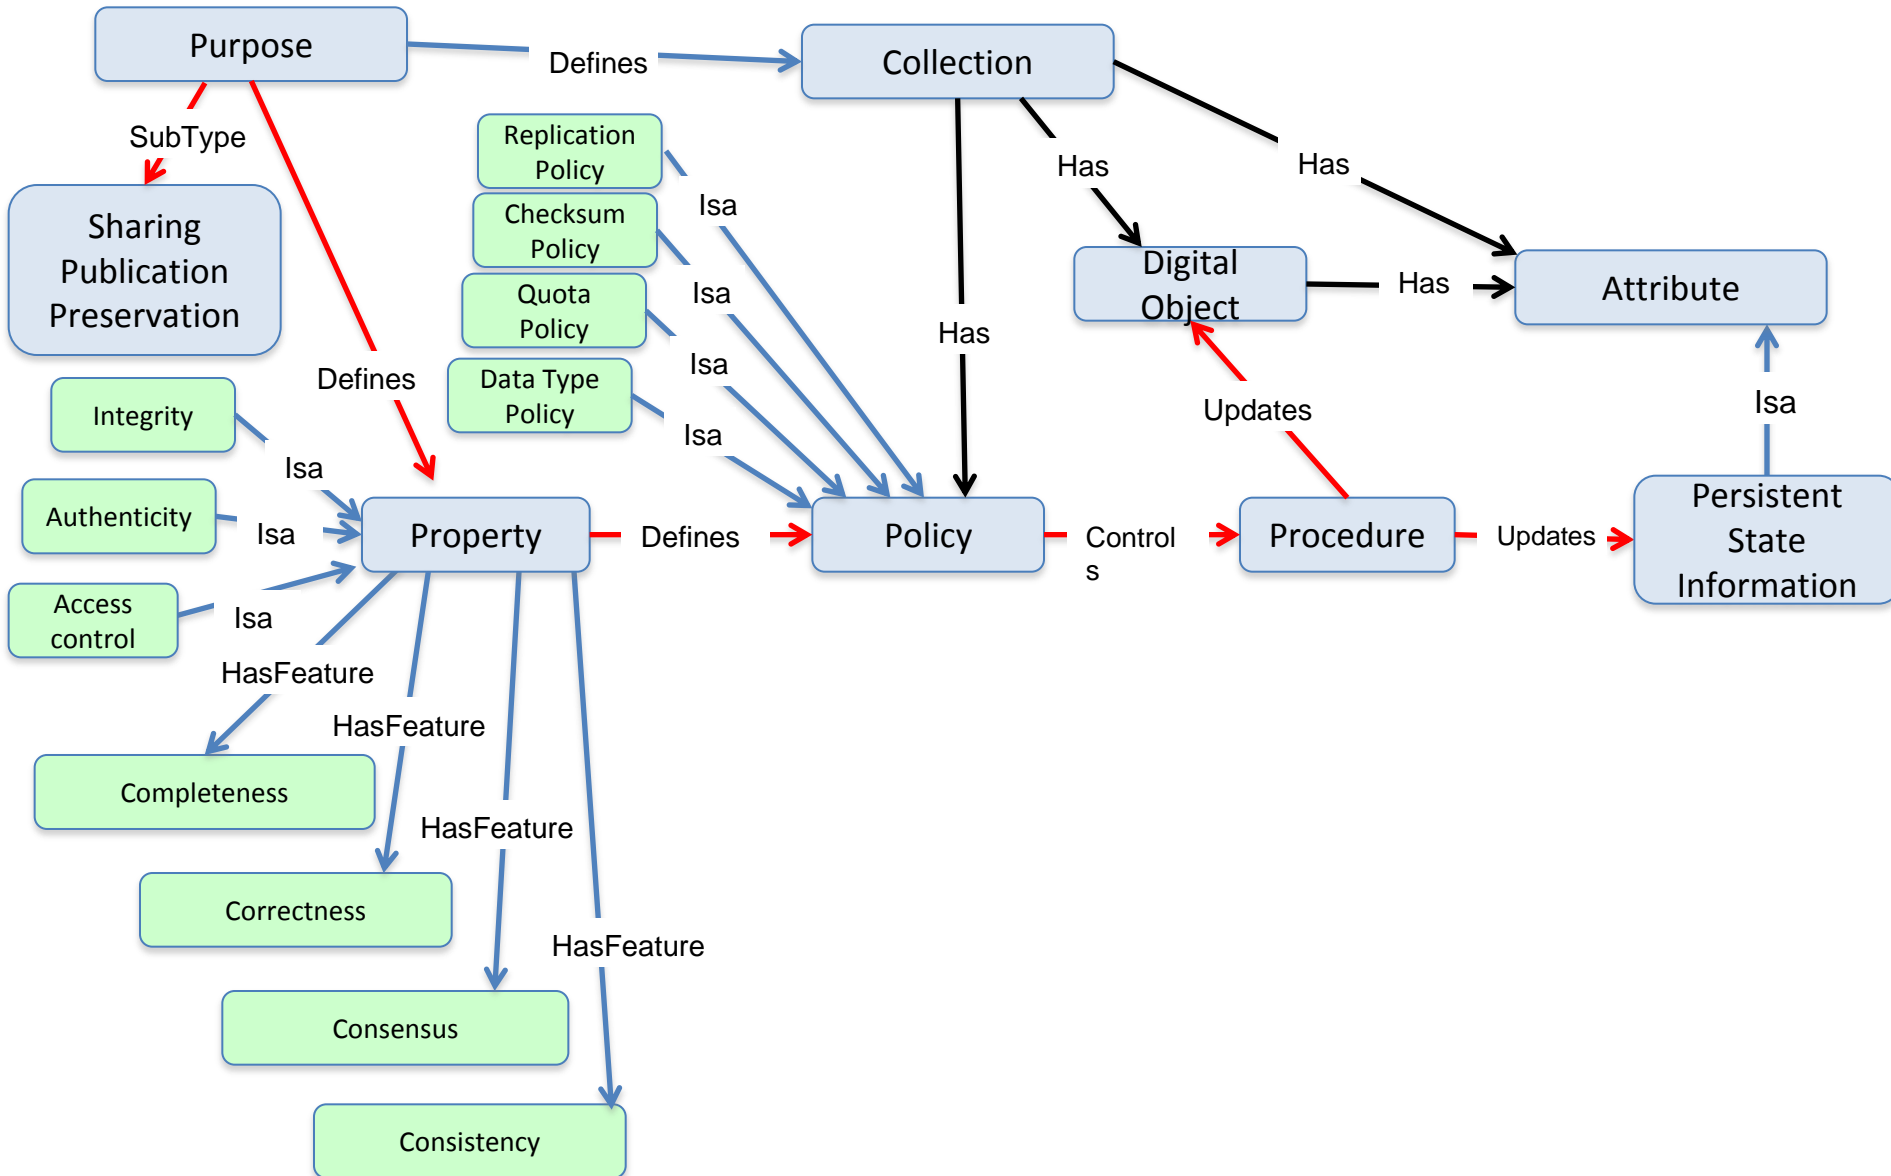 Purpose
Defines
Collection
SubType
Replication
Policy
Has
Has
Isa
Sharing
Publication
Preservation
Checksum
Policy
Digital
Object
Has
Attribute
Isa
Quota
Policy
Has
Isa
Defines
Data Type
Policy
Updates
Isa
Integrity
Isa
Isa
Authenticity
Isa
Property
Defines
Policy
Control
s
Procedure
Updates
Persistent
State
Information
Access
control
Isa
HasFeature
HasFeature
Completeness
HasFeature
Correctness
HasFeature
Consensus
Consistency